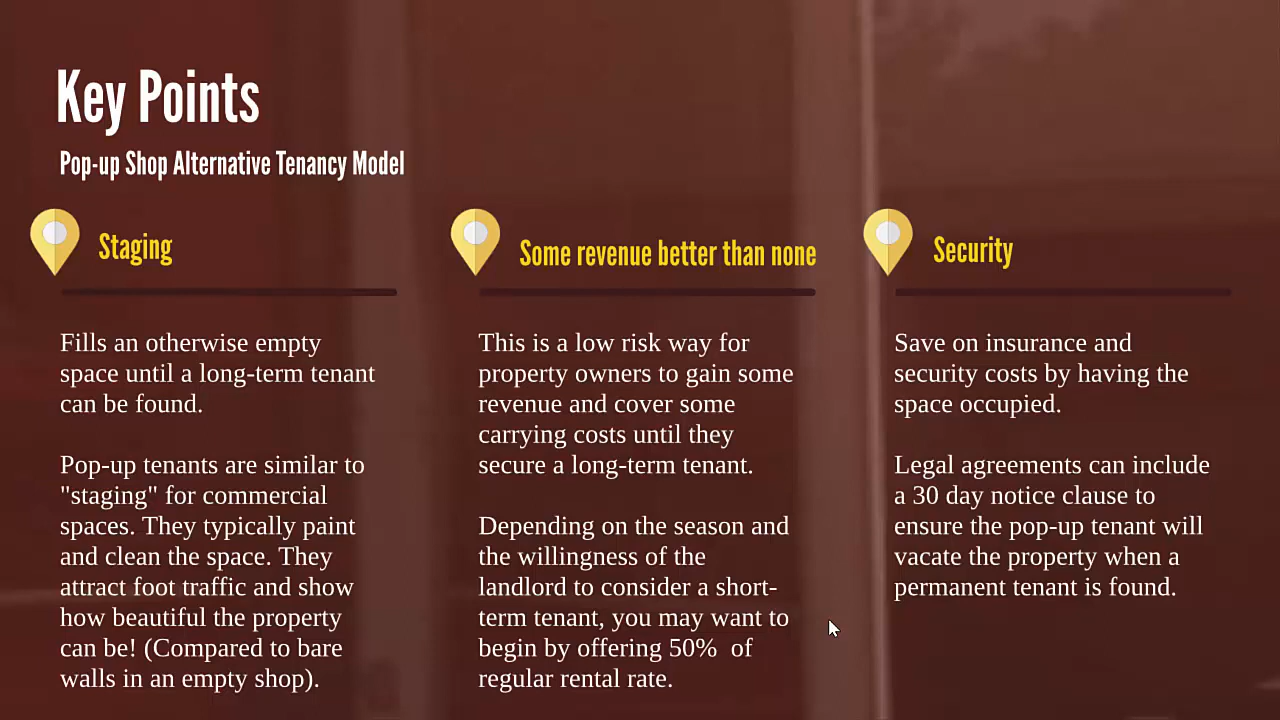 Key Points
Pop-up Shop Alternative Tenancy Model
Staging
Fills an otherwise empty
space until a long-term tenant
can be found.
Pop-up tenants are similar to
"staging" for commercial
spaces. They typically paint
and clean the space. They
attract foot traffic and show
how beautiful the property
can be! (Compared to bare
walls in an empty shop).
Some revenue better than none
This is a low risk way for
property owners to gain some
revenue and cover some
carrying costs until they
secure a long-term tenant.
Depending on the season and
the willingness of the
landlord to consider a short-
term tenant, you may want to
begin by offering 50%  of
regular rental rate.
Security
Save on insurance and
security costs by having the
space occupied.
Legal agreements can include
a 30 day notice clause to
ensure the pop-up tenant will
vacate the property when a
permanent tenant is found.